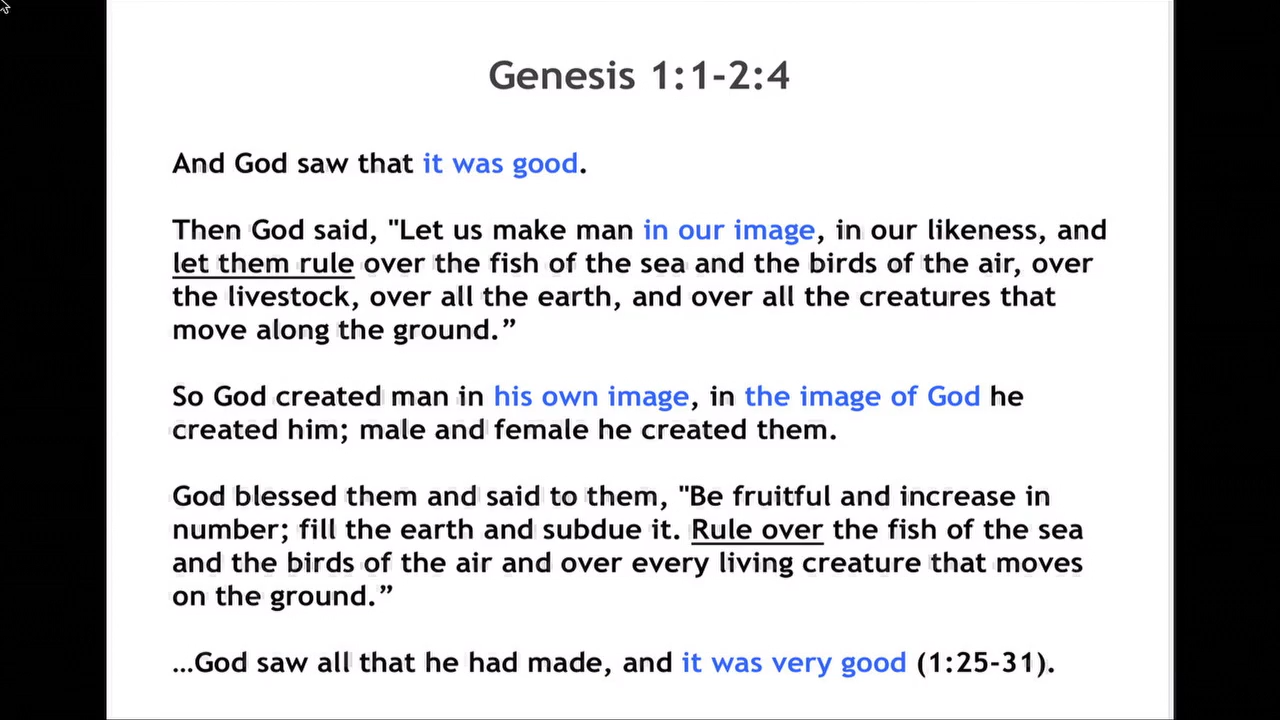 Genesis 1:1-2:4
And God saw that it was good.
Then God said, "Let us make man in our image, in our likeness, and
let them rule over the fish of the sea and the birds of the air, over
the livestock, over all the earth, and over all the creatures that
move along the ground.”
So God created man in his own image, in the image of God he
created him; male and female he created them.
God blessed them and said to them, "Be fruitful and increase in
number; fill the earth and subdue it. Rule over the fish of the sea
and the birds of the air and over every living creature that moves
on the ground.”
…God saw all that he had made, and it was very good (1:25-31).